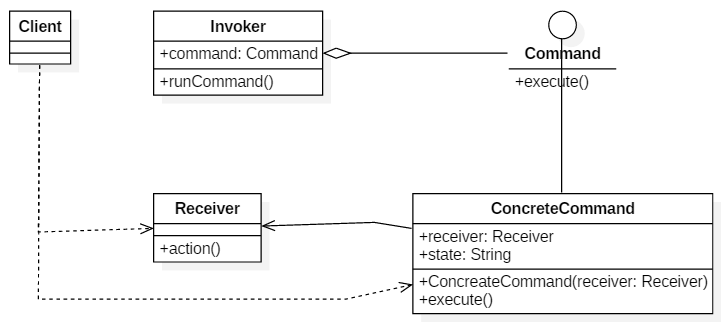 Client
Invoker
+command: Command
+runCommand()
Command
+execute()
Receiver
+action()
ConcreteCommand
+receiver: Receiver
+state: String
+ConcreateCommand(receiver: Receiver)
+execute()